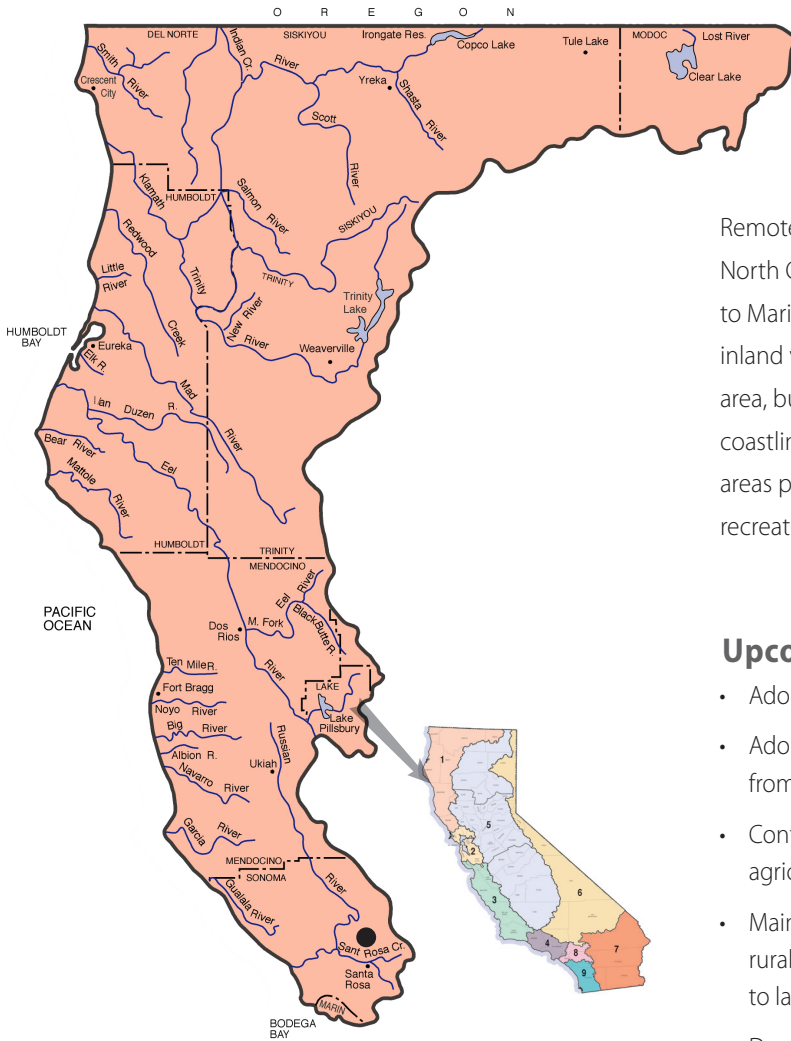 O R E G O N
DEL NORTE
SISKIYOU
Irongate Res.
Copco Lake
Tule Lake
MODOC
Lost River
Clear Lake
Smith River
Crescent City
Indian Cr.
River
Yreka
Shasta River
Scott River
Klamath
HUMBOLDT
Salmon River
SISKIYOU
TRINITY
Redwood Creek
Little River
Trinity
New River
River
Trinity Lake
Weaverville
HUMBOLDT BAY
Eureka
Elk R.
Mad River
Van Duzen R.
Bear River
Eel
Mattole River
HUMBOLDT
TRINITY
MENDOCINO
PACIFIC OCEAN
Eel River
Black Butte R.
M. Fork
Dos Rios
River
Ten Mile R.
Fort Bragg
Noyo River
Big River
Albion R.
Navarro River
LAKE
Lake Pillsbury
Russian
Ukiah
Garcia River
MENDOCINO
SONOMA
River
Gualala River
Sant Rosa Cr.
Santa Rosa
MARIN
BODEGA BAY
1
2
3
4
5
6
7
8
9
Remote
North C
to Mari
inland
area, bu
coastlin
areas p
recreat
Upco
• Ado
• Ado
from
• Cont
agric
• Main
rural
to la